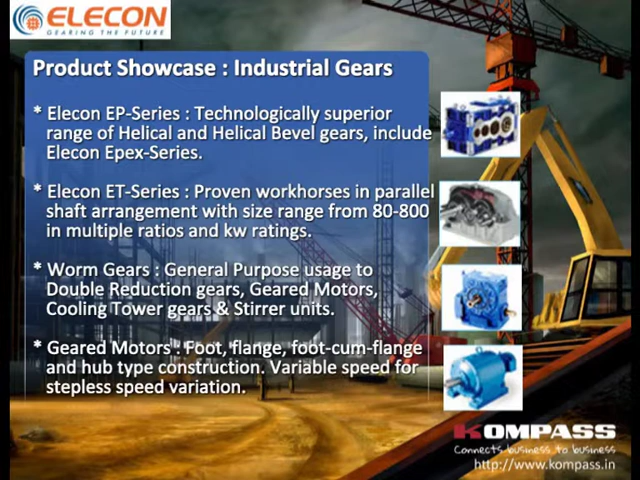 ELECON
GEARING THE FUTURE
Product Showcase : Industrial Gears
* Elecon EP-Series : Technologically superior
range of Helical and Helical Bevel gears, include
Elecon Epex-Series.
* Elecon ET-Series : Proven workhorses in parallel
shaft arrangement with size range from 80-800
in multiple ratios and kw ratings.
* Worm Gears : General Purpose usage to
Double Reduction gears, Geared Motors,
Cooling Tower gears & Stirrer units.
* Geared Motors : Foot, flange, foot-cum-flange
and hub type construction. Variable speed for
stepless speed variation.
KOMPASS
Connects business to business
http://www.kompass.in